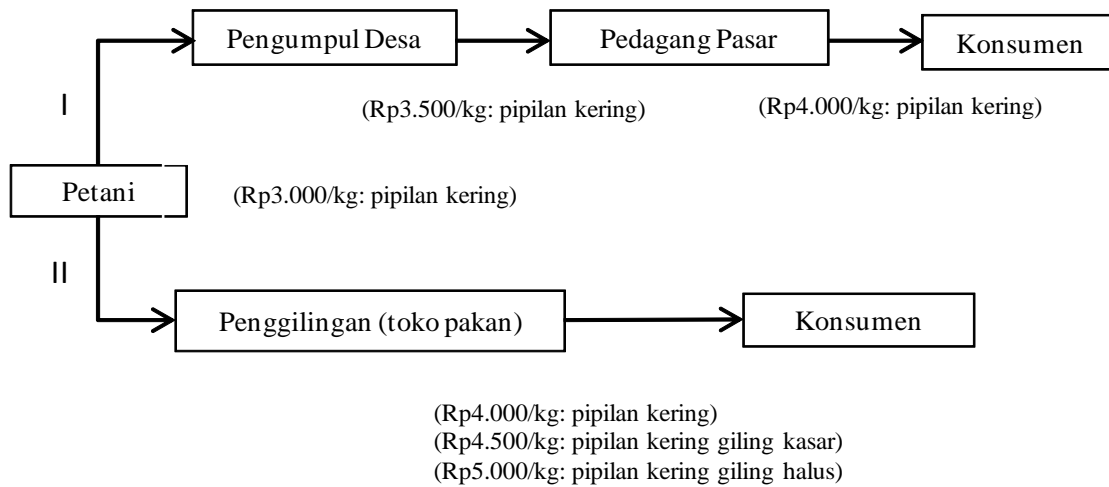 Pengumpul Desa
Pedagang Pasar
Konsumen
I
(Rp3.500/kg: pipilan kering)
(Rp4.000/kg: pipilan kering)
Petani
(Rp3.000/kg: pipilan kering)
II
Penggilingan (toko pakan)
Konsumen
(Rp4.000/kg: pipilan kering)
(Rp4.500/kg: pipilan kering giling kasar)
(Rp5.000/kg: pipilan kering giling halus)